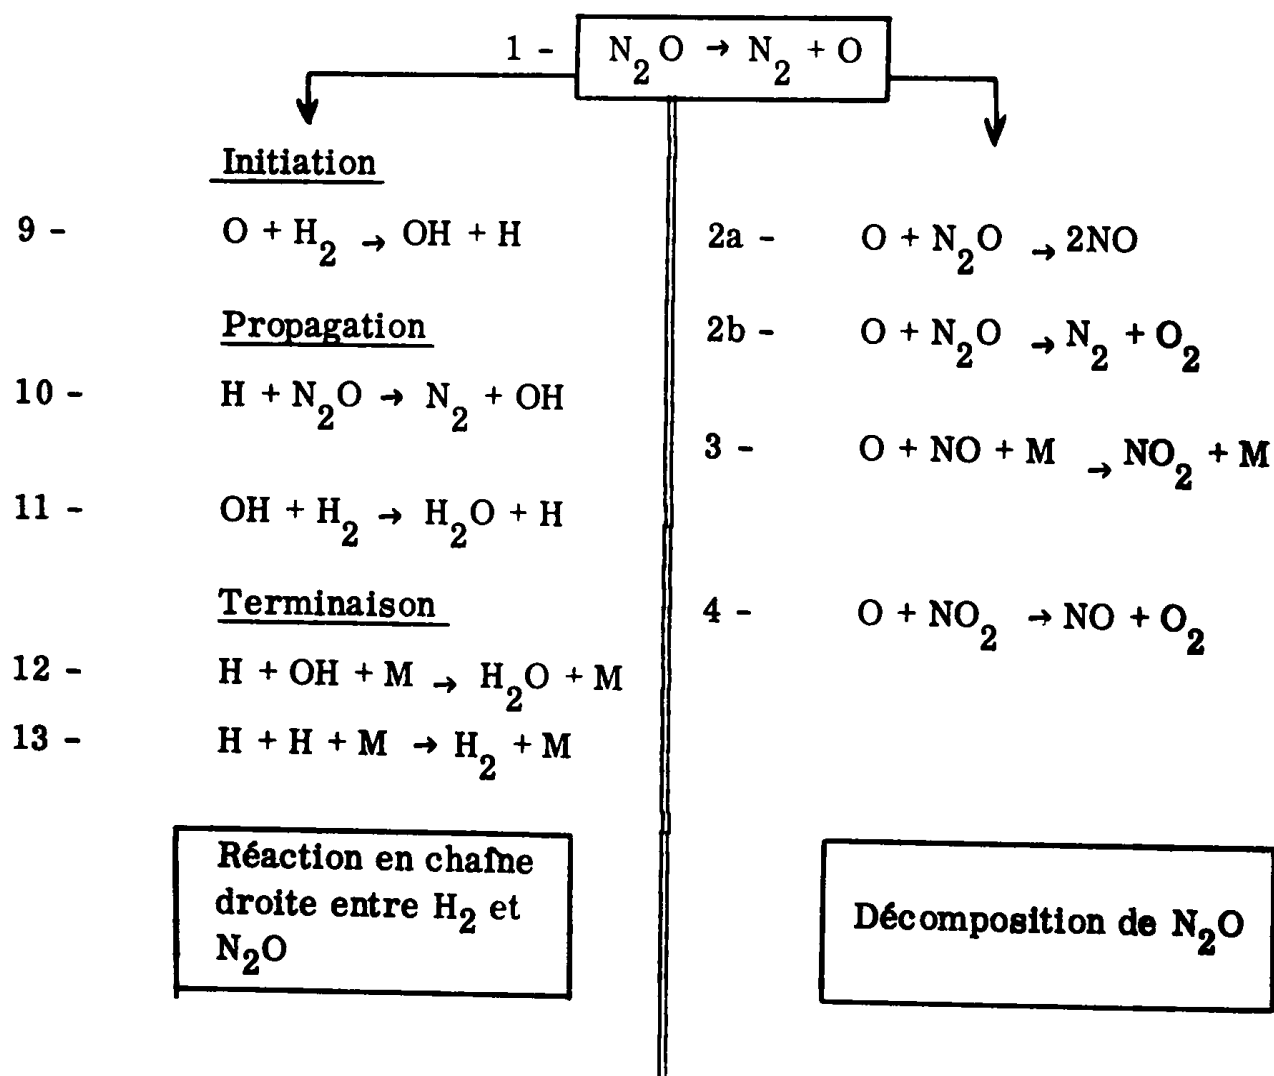 1 - N₂O → N₂ + O
Initiation
9 - O + H₂ → OH + H
Propagation
10 - H + N₂O → N₂ + OH
11 - OH + H₂ → H₂O + H
Terminaison
12 - H + OH + M → H₂O + M
13 - H + H + M → H₂ + M
Réaction en chaîne
droite entre H₂ et
N₂O
2a - O + N₂O → 2NO
2b - O + N₂O → N₂ + O₂
3 - O + NO + M → NO₂ + M
4 - O + NO₂ → NO + O₂
Décomposition de N₂O